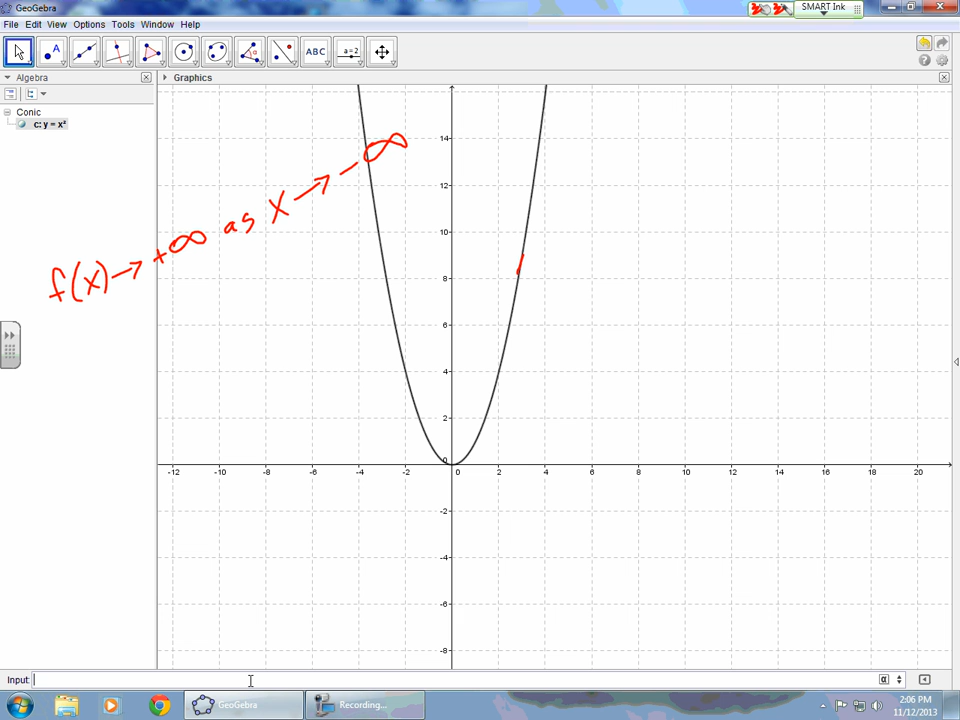 GeoGebra
SMART Ink
File Edit View Options Tools Window Help
A
α
ABC
a=2
Algebra
Graphics
Conic
c: y = x²
f(x)→+∞ as x→-∞
14
12
10
8
6
4
2
0
-12 -10 -8 -6 -4 -2 0 2 4 6 8 10 12 14 16 18 20
-2
-4
-6
-8
Input:
α
GeoGebra
Recording...
2:06 PM
11/12/2013